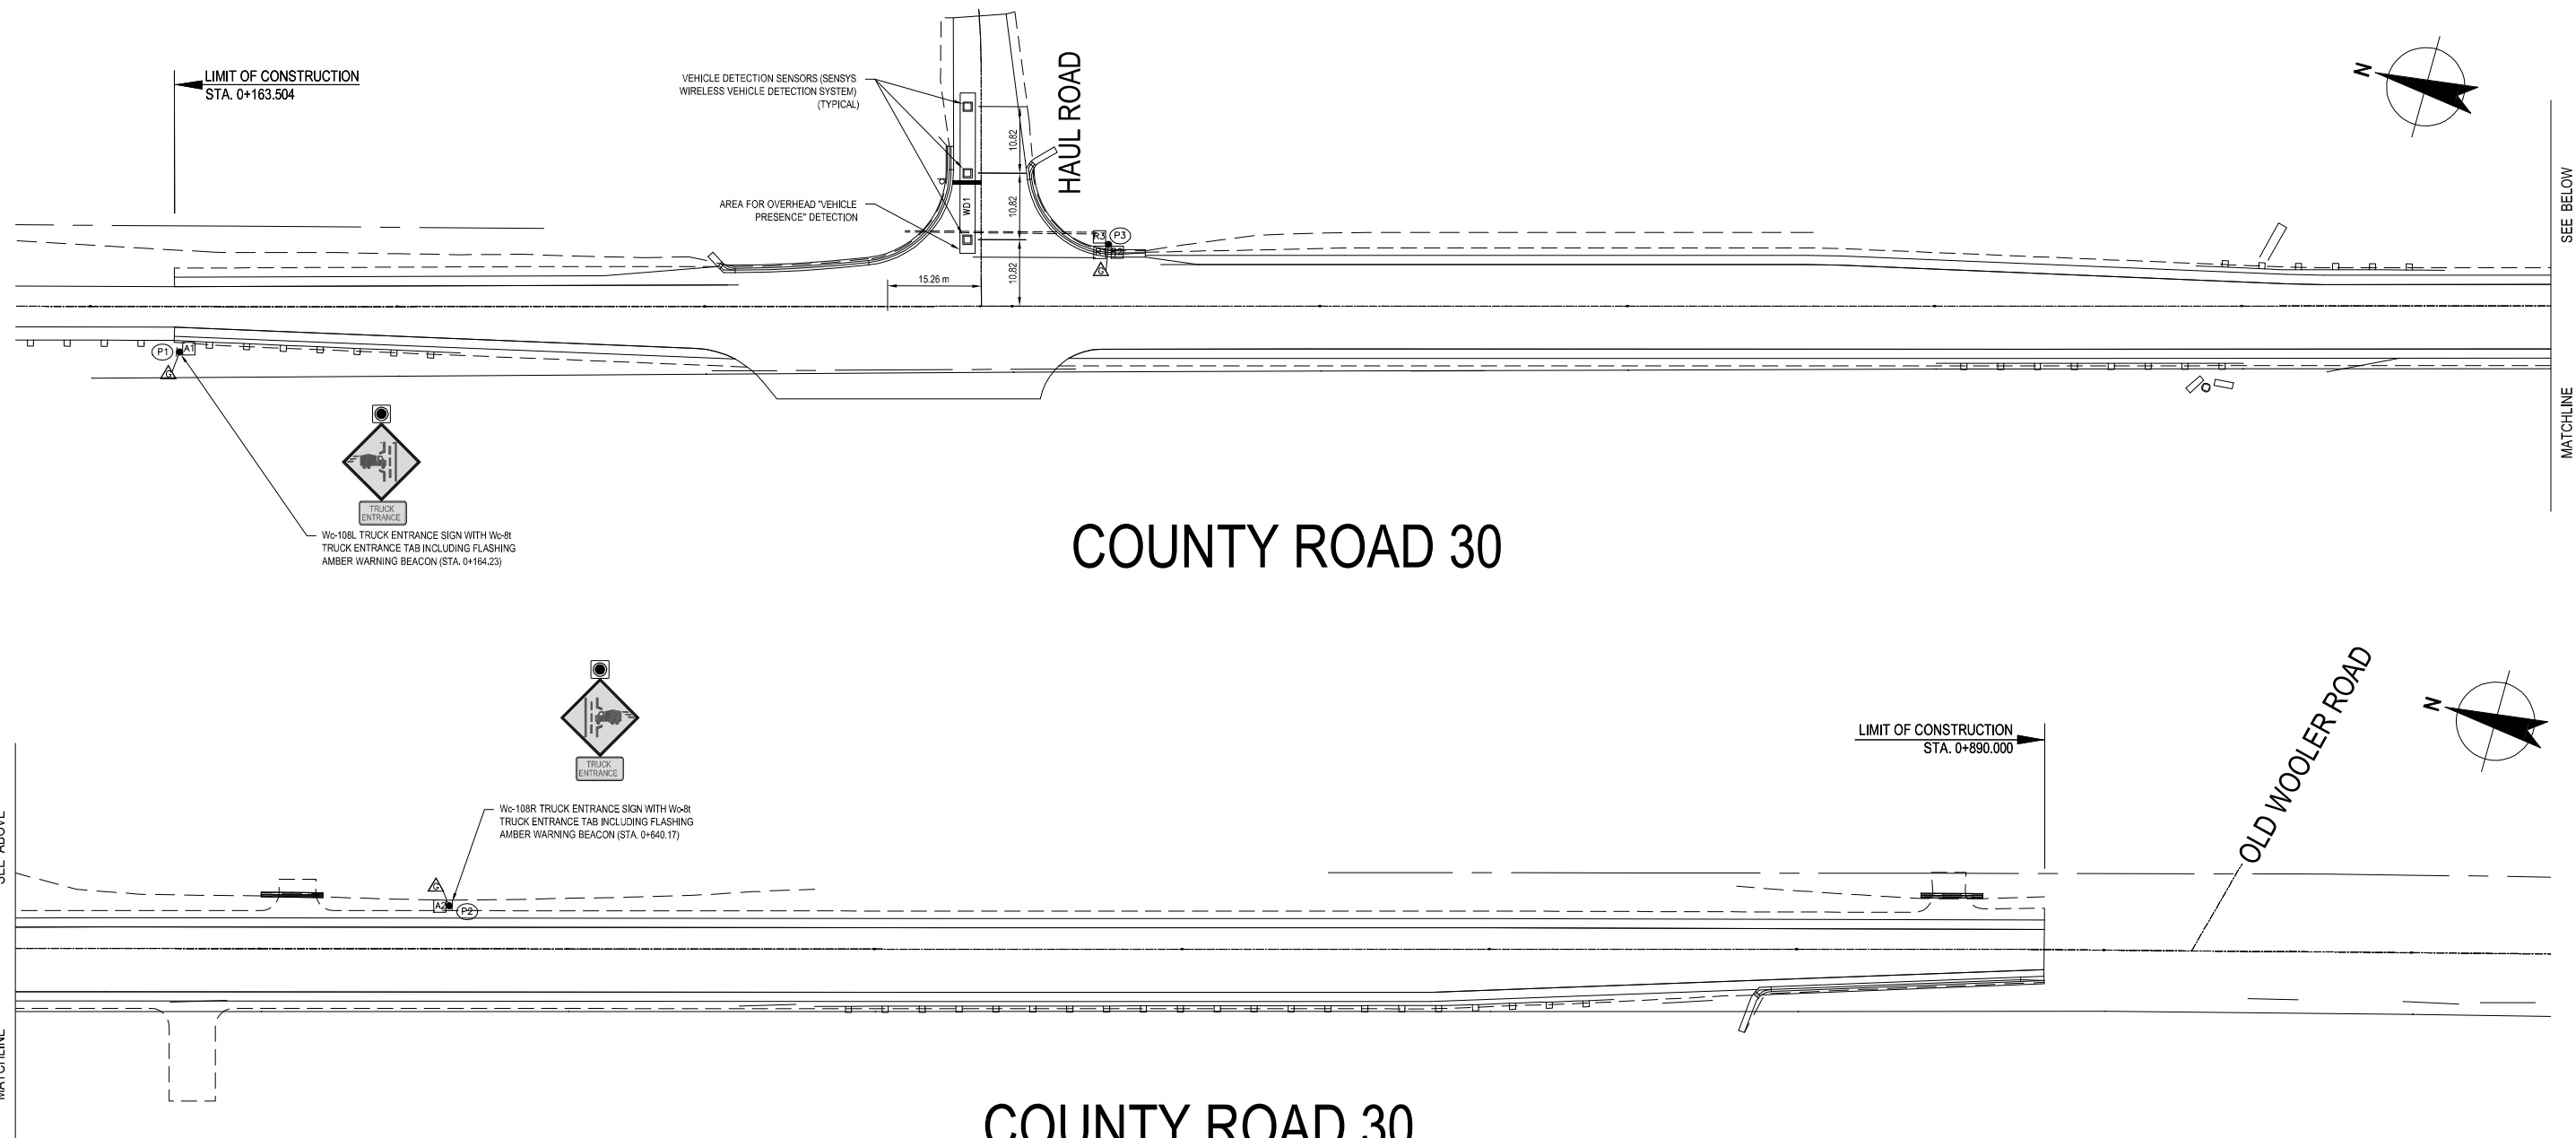 LIMIT OF CONSTRUCTION
STA. 0+163.504
VEHICLE DETECTION SENSORS (SENSYS
WIRELESS VEHICLE DETECTION SYSTEM)
(TYPICAL)
AREA FOR OVERHEAD "VEHICLE
PRESENCE" DETECTION
WD1
10.82
10.82
10.82
15.26 m
HAUL ROAD
R3
P3
G
N
SEE BELOW
MATCHLINE
P1
A1
G
TRUCK
ENTRANCE
Wc-108L TRUCK ENTRANCE SIGN WITH Wc-8t
TRUCK ENTRANCE TAB INCLUDING FLASHING
AMBER WARNING BEACON (STA. 0+164.23)
COUNTY ROAD 30
TRUCK
ENTRANCE
Wc-108R TRUCK ENTRANCE SIGN WITH Wc-8t
TRUCK ENTRANCE TAB INCLUDING FLASHING
AMBER WARNING BEACON (STA. 0+640.17)
G
A2
P2
LIMIT OF CONSTRUCTION
STA. 0+890.000
OLD WOOLER ROAD
N
SEE ABOVE
MATCHLINE
COUNTY ROAD 30